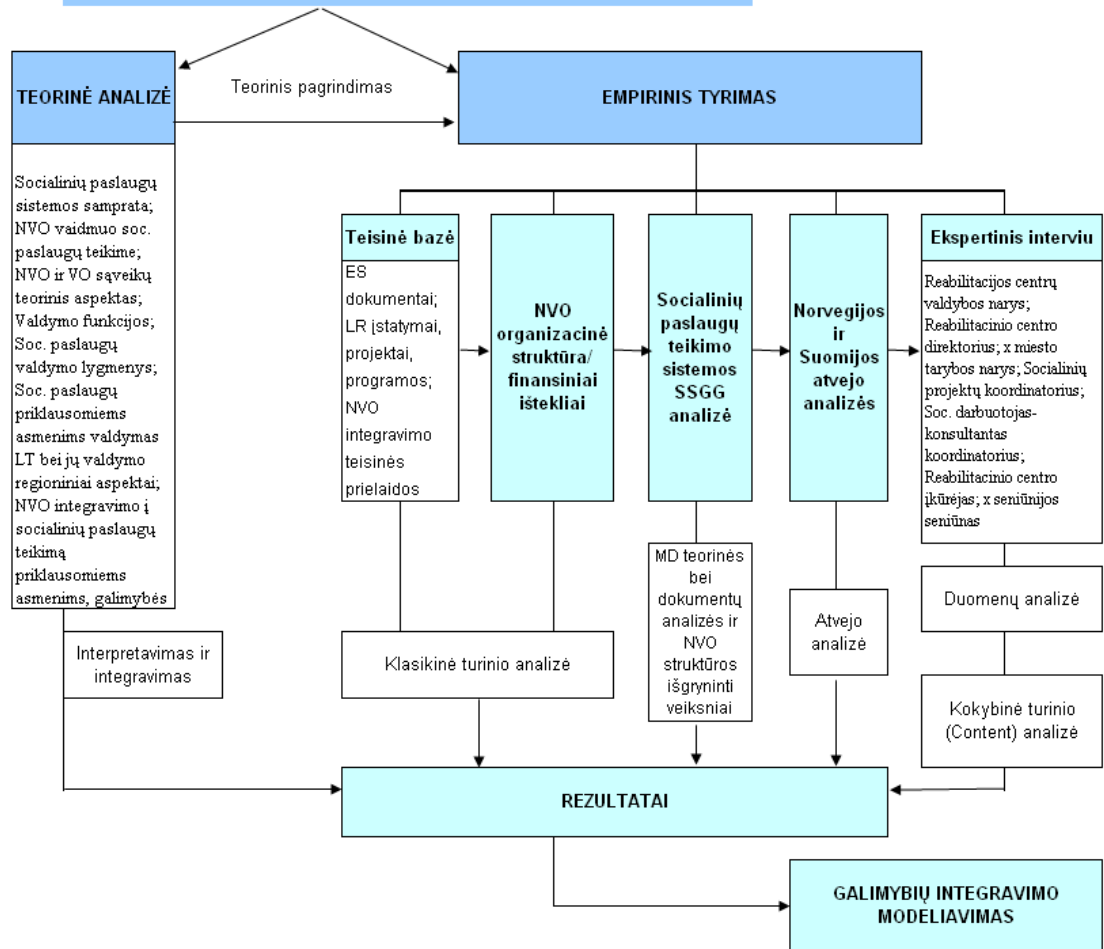 TEORINĖ ANALIZĖ
Teorinis pagrindimas
EMPIRINIS TYRIMAS
Socialinių paslaugų
sistemos samprata;
NVO vaidmuo soc.
paslaugų teikime;
NVO ir VO sąveikų
teorinis aspektas;
Valdymo funkcijos;
Soc. paslaugų
valdymo lygmenys;
Soc. paslaugų
priklausomiems
asmenims valdymas
LT bei jų valdymo
regioniniai aspektai;
NVO integravimo į
socialinių paslaugų
teikimą
priklausomiems
asmenims, galimybės
Teisinė bazė
ES
dokumentai;
LR įstatymai,
projektai,
programos;
NVO
integravimo
teisinės
prielaidos
NVO
organizacinė
struktūra/
finansiniai
ištekliai
Socialinių
paslaugų
teikimo
sistemos
SSGG
analizė
Norvegijos
ir
Suomijos
atvejo
analizės
Ekspertinis interviu
Reabilitacijos centrų
valdybos narys;
Reabilitacinio centro
direktorius; x miesto
tarybos narys; Socialinių
projektų koordinatorius;
Soc. darbuotojas-
konsultantas
koordinatorius;
Reabilitacinio centro
įkūrėjas; x seniūnijos
seniūnas
Interpretavimas ir
integravimas
Klasikinė turinio analizė
MD teorinės
bei
dokumentų
analizės ir
NVO
struktūros
išgryninti
veiksniai
Atvejo
analizė
Duomenų analizė
Kokybinė turinio
(Content) analizė
REZULTATAI
GALIMYBIŲ INTEGRAVIMO
MODELIAVIMAS